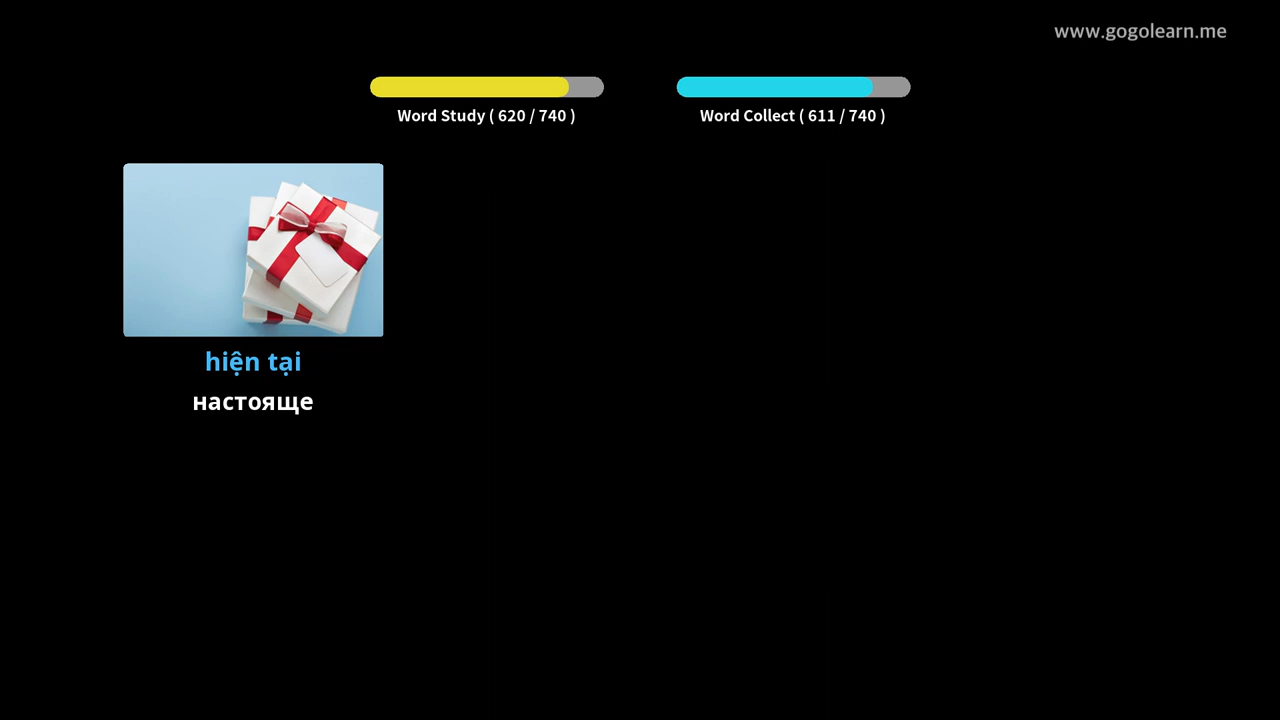 www.gogolearn.me
Word Study ( 620 / 740 )
Word Collect ( 611 / 740 )
hiện tại
настояще